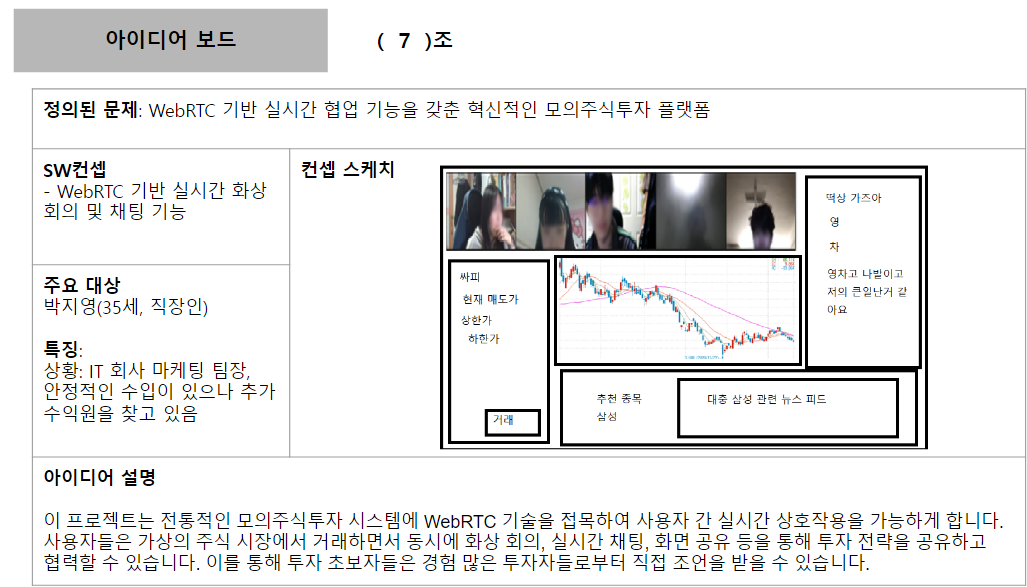 아이디어 보드
( 7 )조
정의된 문제: WebRTC 기반 실시간 협업 기능을 갖춘 혁신적인 모의주식투자 플랫폼
SW컨셉
- WebRTC 기반 실시간 화상
회의 및 채팅 기능
주요 대상
박지영(35세, 직장인)
특징:
상황: IT 회사 마케팅 팀장,
안정적인 수입이 있으나 추가
수익원을 찾고 있음
컨셉 스케치
떡상 가즈아
영
차
영차고 나발이고
저의 큰일난거 같
아요
싸피
현재 매도가
상한가
하한가
거래
추천 종목
삼성
대충 삼성 관련 뉴스 피드
아이디어 설명
이 프로젝트는 전통적인 모의주식투자 시스템에 WebRTC 기술을 접목하여 사용자 간 실시간 상호작용을 가능하게 합니다.
사용자들은 가상의 주식 시장에서 거래하면서 동시에 화상 회의, 실시간 채팅, 화면 공유 등을 통해 투자 전략을 공유하고
협력할 수 있습니다. 이를 통해 투자 초보자들은 경험 많은 투자자들로부터 직접 조언을 받을 수 있습니다.